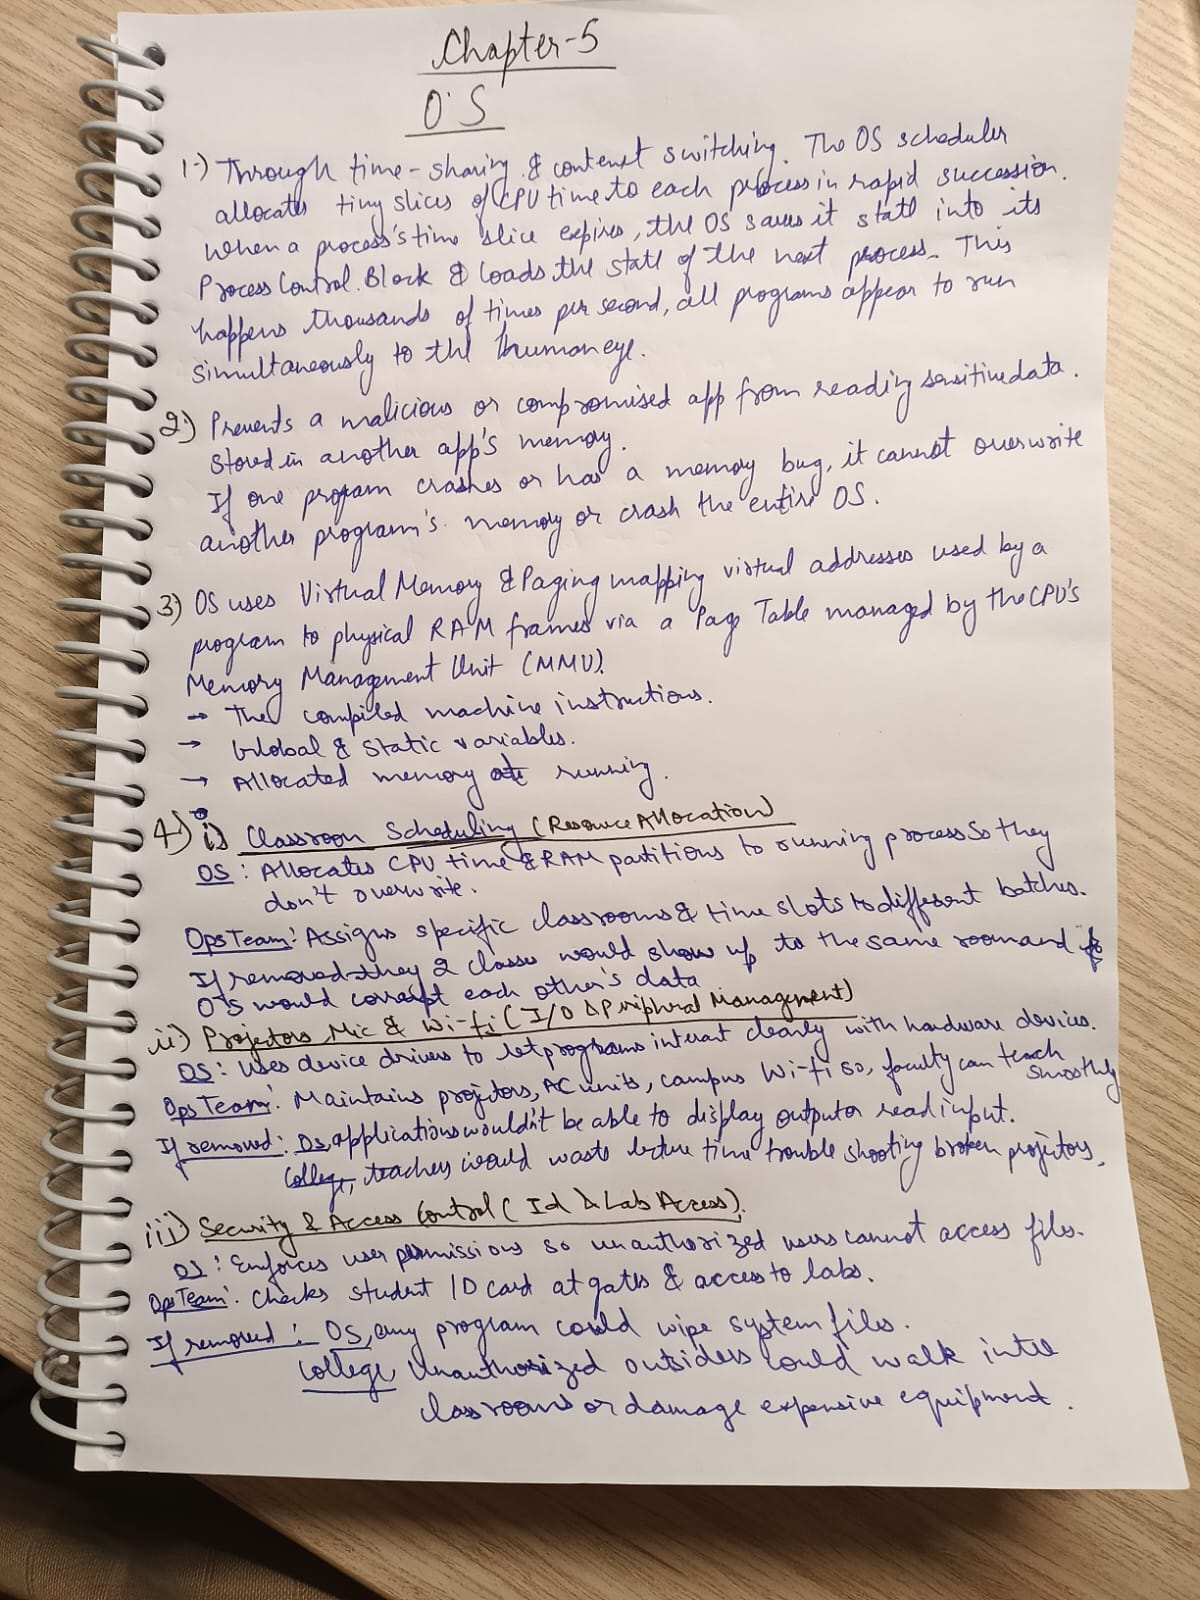 Chapter-5
O'S
1-) Through time-sharing & context switching. The OS scheduler
allocates tiny slices of CPU time to each process in rapid succession.
When a process's time slice expires, the OS saves it state into its
Process Control Block & loads the state of the next process. This
happens thousands of times per second, all programs appear to run
simultaneously to the human eye.
2.) Prevents a malicious or compromised app from reading sensitive data.
stored in another app's memory.
If one program crashes or has a memory bug, it cannot overwrite
another program's memory or crash the entire OS.
3) OS uses Virtual Memory & Paging mapping virtual addresses used by a
program to physical RAM frames via a Page Table managed by the CPU's
Memory Management Unit (MMU).
→ The compiled machine instructions.
→ Global & Static variables.
→ Allocated memory running.
4.) i) Classroon Scheduling (Resource Allocation)
OS : Allocates CPU time & RAM partitions to running process so they
don't overwrite.
Ops Team: Assigns specific classrooms & time slots to different batches.
If removed they 2 classes would show up to the same room and
OS would corrupt each other's data
ii) Projectors, Mic & Wi-fi (I/O & Peripheral Management)
OS : Uses device drivers to let programs interact cleanly with hardware devices.
Ops Team: Maintains projectors, AC units, campus Wi-fi so, faculty can teach
smoothly
If removed: OS, applications wouldn't be able to display output or read input.
College, teachers would waste lecture time trouble shooting broken projectors.
iii) Security & Access Control ( Id & Lab Access).
OS : Enforces user permissions so unauthorized users cannot access files.
Ops Team: Checks student ID card at gates & access to labs.
If removed : OS, any program could wipe system files.
College Unauthorized outsiders could walk into
classrooms or damage expensive equipment.